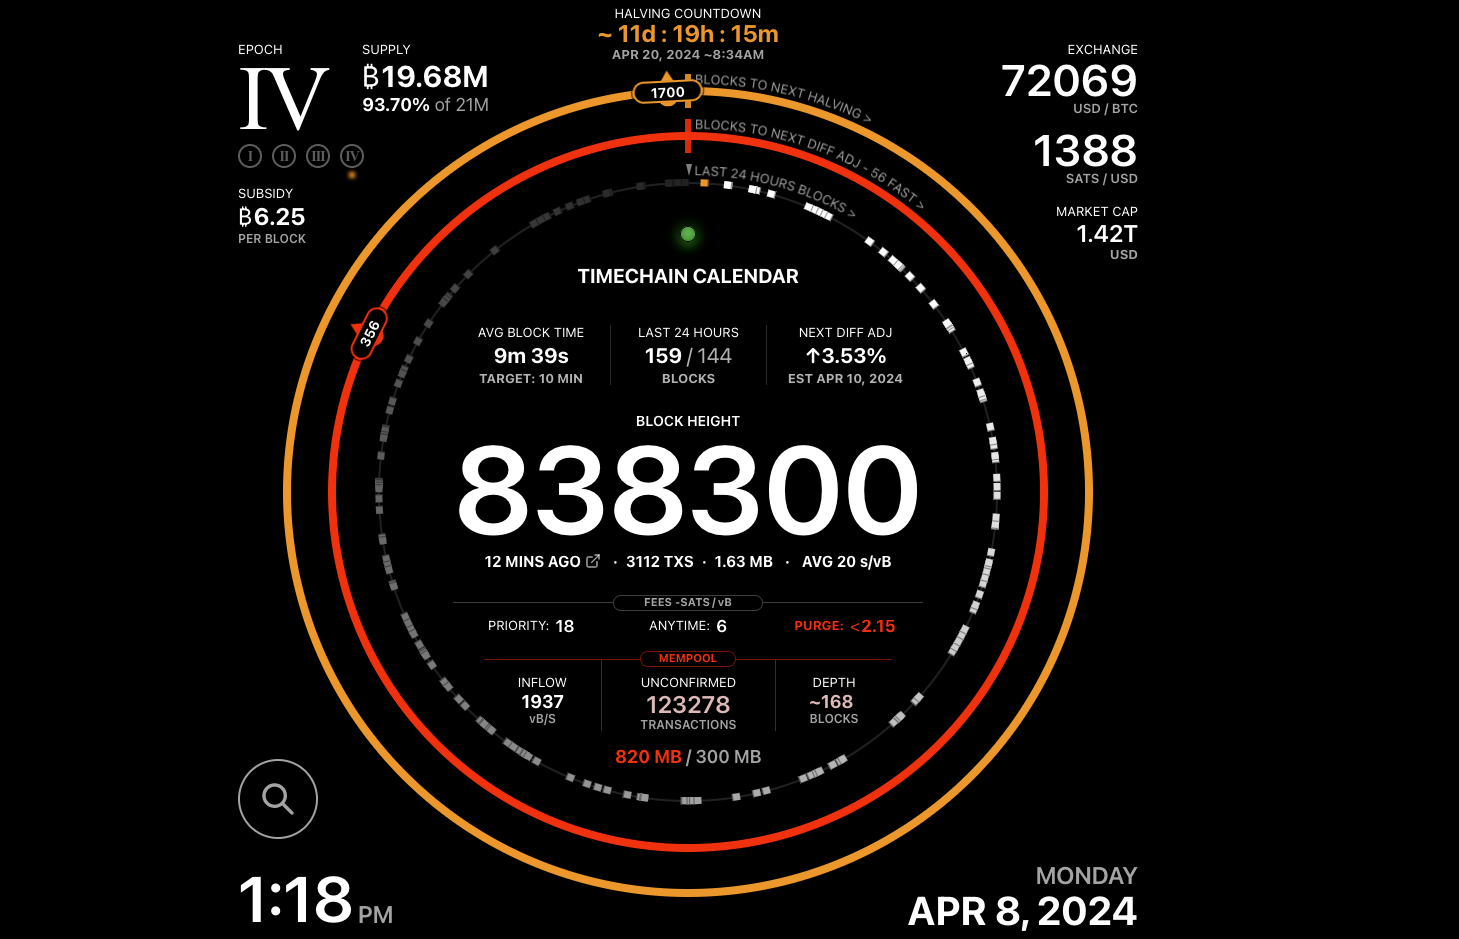 HALVING COUNTDOWN
~ 11d : 19h : 15m
APR 20, 2024 ~8:34AM
EPOCH
IV
I II III IV
SUPPLY
₿19.68M
93.70% of 21M
SUBSIDY
₿6.25
PER BLOCK
EXCHANGE
72069
USD / BTC
1388
SATS / USD
MARKET CAP
1.42T
USD
1700
BLOCKS TO NEXT HALVING >
BLOCKS TO NEXT DIFF ADJ - 56 FAST >
LAST 24 HOURS BLOCKS >
356
TIMECHAIN CALENDAR
AVG BLOCK TIME
9m 39s
TARGET: 10 MIN
LAST 24 HOURS
159 / 144
BLOCKS
NEXT DIFF ADJ
↑3.53%
EST APR 10, 2024
BLOCK HEIGHT
838300
12 MINS AGO · 3112 TXS · 1.63 MB · AVG 20 s/vB
FEES -SATS / vB
PRIORITY: 18 ANYTIME: 6 PURGE: <2.15
MEMPOOL
INFLOW
1937
vB/S
UNCONFIRMED
123278
TRANSACTIONS
DEPTH
~168
BLOCKS
820 MB / 300 MB
1:18 PM
MONDAY
APR 8, 2024